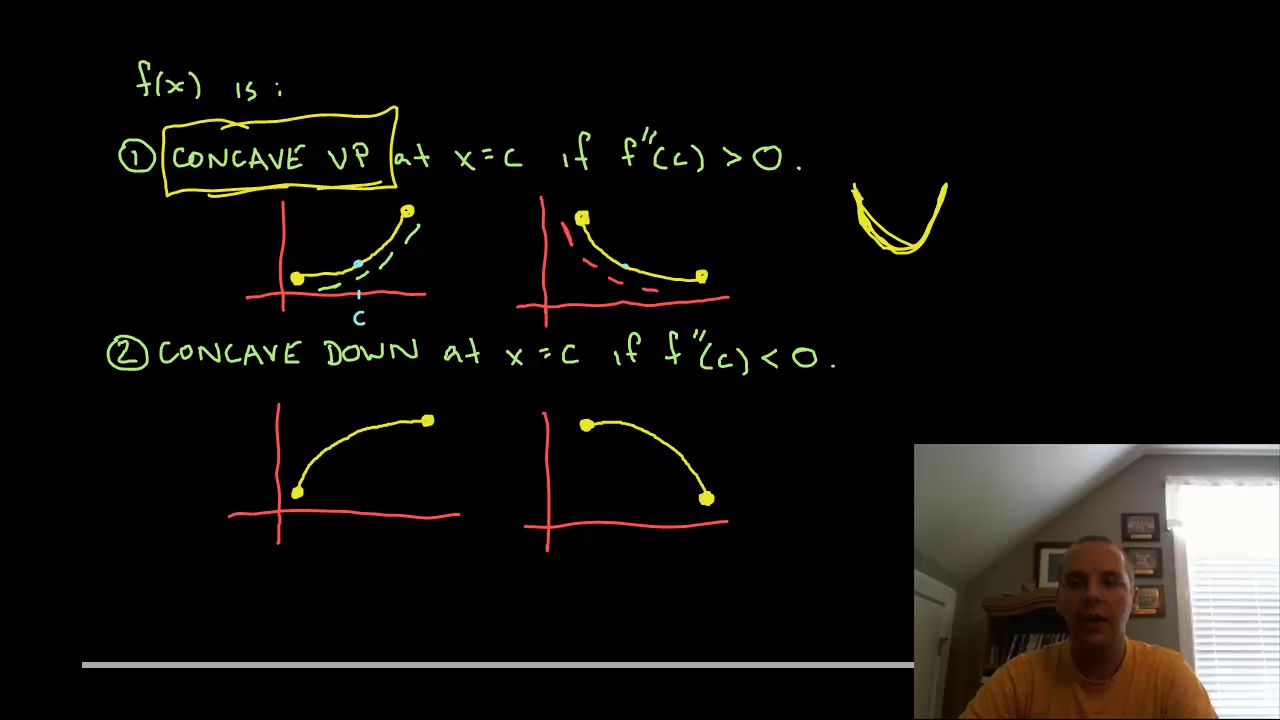 f(x) is:
① CONCAVE UP at x=c if f"(c) > 0.
c
② CONCAVE DOWN at x=c if f"(c) < 0.